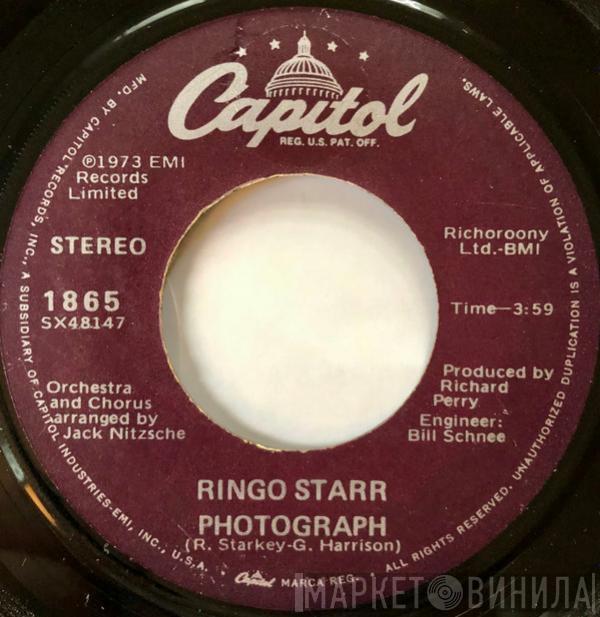 Capitol
REG. U.S. PAT. OFF.
℗1973 EMI
Records
Limited
STEREO
1865
SX48147
Orchestra
and Chorus
arranged by
Jack Nitzsche
Richoroony
Ltd.-BMI
Time—3:59
Produced by
Richard
Perry
Engineer:
Bill Schnee
RINGO STARR
PHOTOGRAPH
(R. Starkey-G. Harrison)
MFD. BY CAPITOL RECORDS, INC., A SUBSIDIARY OF CAPITOL INDUSTRIES-EMI, INC., U.S.A. Capitol MARCA REG. ALL RIGHTS RESERVED. UNAUTHORIZED DUPLICATION IS A VIOLATION OF APPLICABLE LAWS.
МАРКЕТ ВИНИЛА